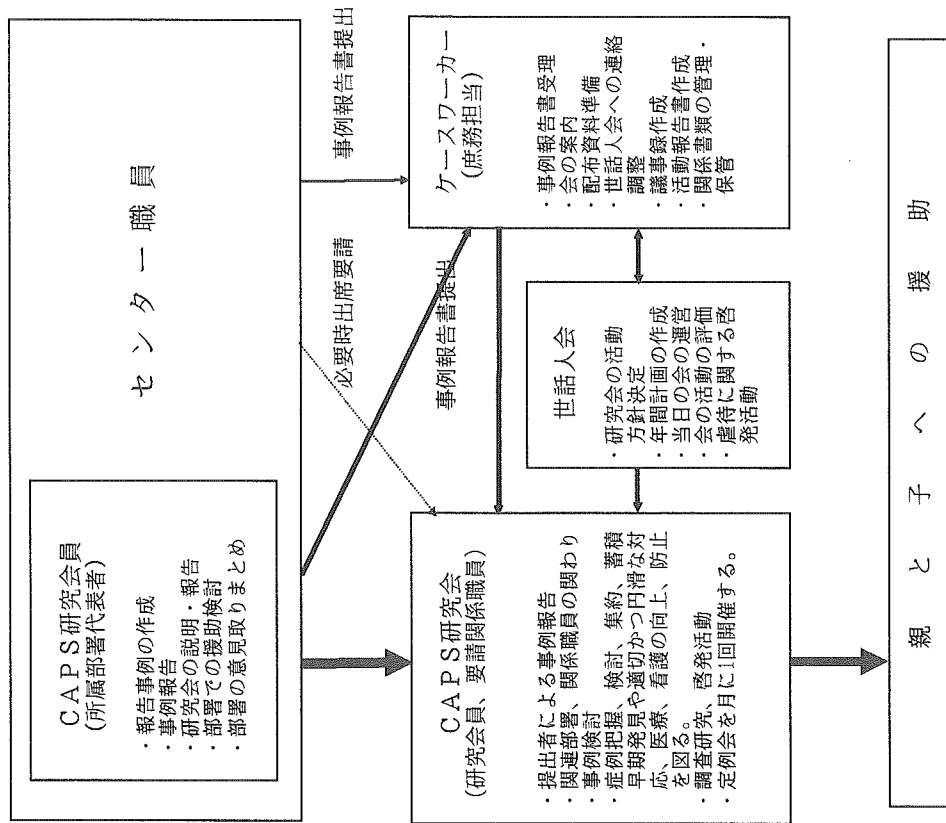 センター職員
CAPS研究会員
(所属部署代表者)
・報告事例の作成
・事例報告
・研究会の説明・報告
・部署での援助検討
・部署の意見取りまとめ
事例報告書提出
必要時出席要請
事例報告書提出
ケースワーカー
(庶務担当)
・事例報告書受理
・会の案内
・配布資料準備
・世話人会への連絡
調整
・議事録作成
・活動報告書作成
・関係書類の管理・
保管
世話人会
・研究会の活動
方針決定
・年間計画の作成
・当日の会の運営
・会の活動の評価
・虐待に関する啓
発活動
CAPS研究会
(研究会員、要請関係職員)
・提出者による事例報告
・関連部署、関係職員の関わり
・事例検討
・症例把握、検討、集約、蓄積
早期発見や適切かつ円滑な対
応、医療、看護の向上、防止
を図る。
・調査研究、啓発活動
・定例会を月に1回開催する。
親と子への援助